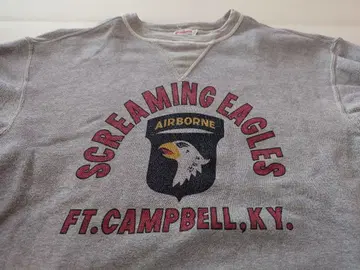 SCREAMING EAGLES
AIRBORNE
FT. CAMPBELL, KY.